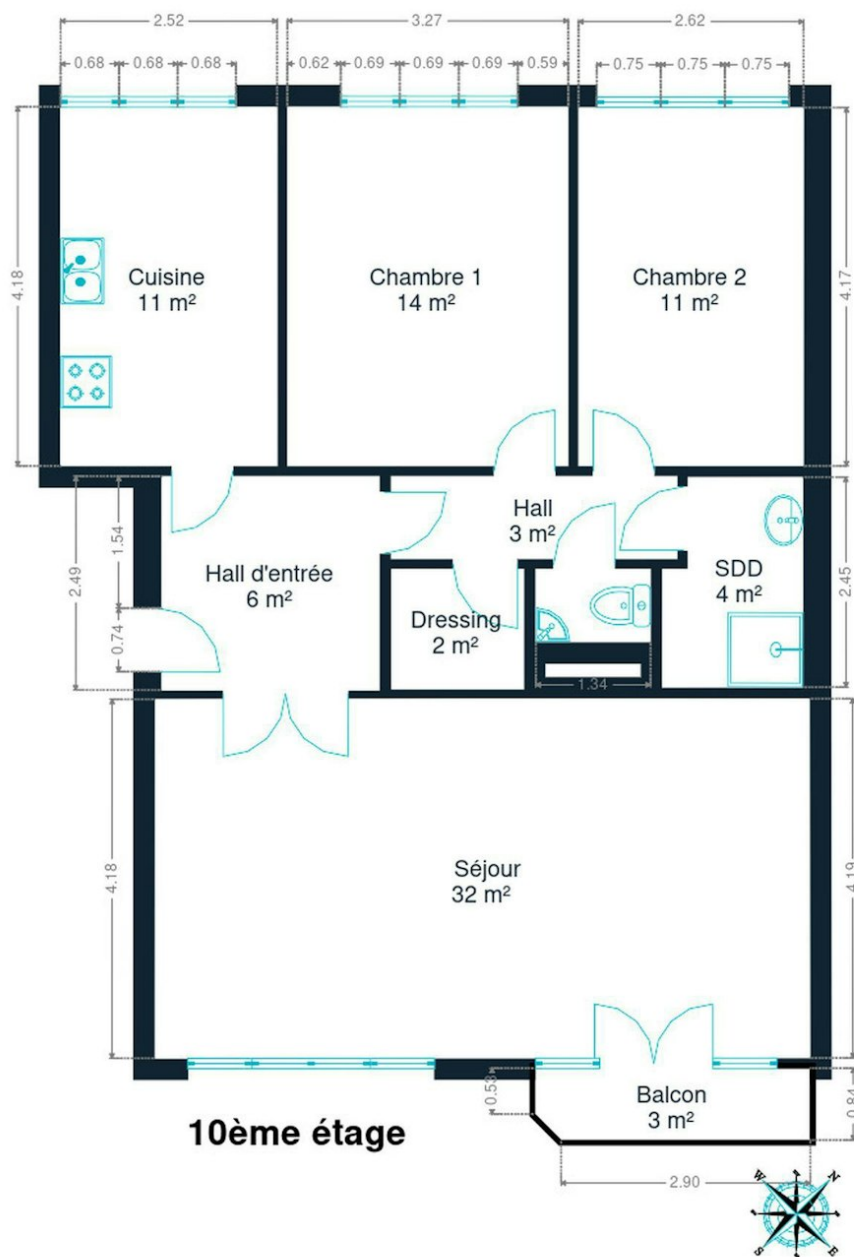 2.52
3.27
2.62
0.68 0.68 0.68
0.62 0.69 0.69 0.69 0.59
0.75 0.75 0.75
4.18
4.17
Cuisine
11 m²
Chambre 1
14 m²
Chambre 2
11 m²
2.49
1.54
0.74
Hall d'entrée
6 m²
Hall
3 m²
Dressing
2 m²
1.34
SDD
4 m²
2.45
4.18
4.19
Séjour
32 m²
0.53
Balcon
3 m²
0.84
2.90
10ème étage
W N
S E